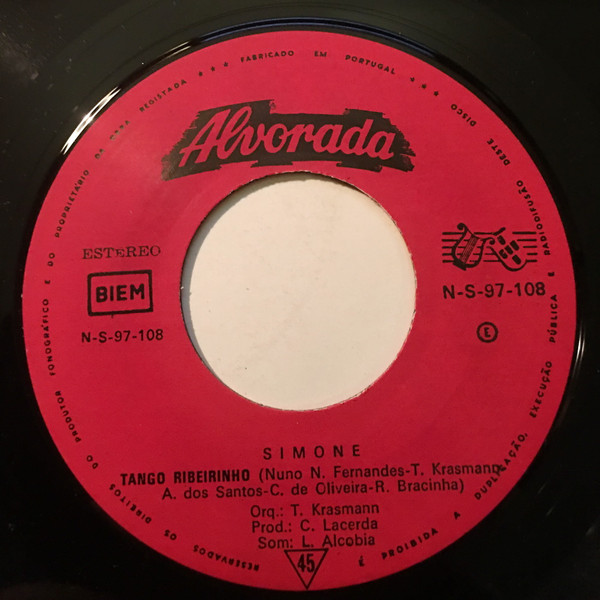 RESERVADOS OS DIREITOS DO PRODUTOR FONOGRÁFICO E DO PROPRIETÁRIO DA OBRA REGISTADA *** FABRICADO EM PORTUGAL *** DISCO
É PROIBIDA A DUPLICAÇÃO, EXECUÇÃO PÚBLICA E RADIODIFUSÃO DESTE
Alvorada
ESTÉREO
BIEM
N-S-97-108
N-S-97-108
E
SIMONE
TANGO RIBEIRINHO (Nuno N. Fernandes-T. Krasmann
A. dos Santos-C. de Oliveira-R. Bracinha)
Orq.: T. Krasmann
Prod.: C. Lacerda
Som: L. Alcobia
45